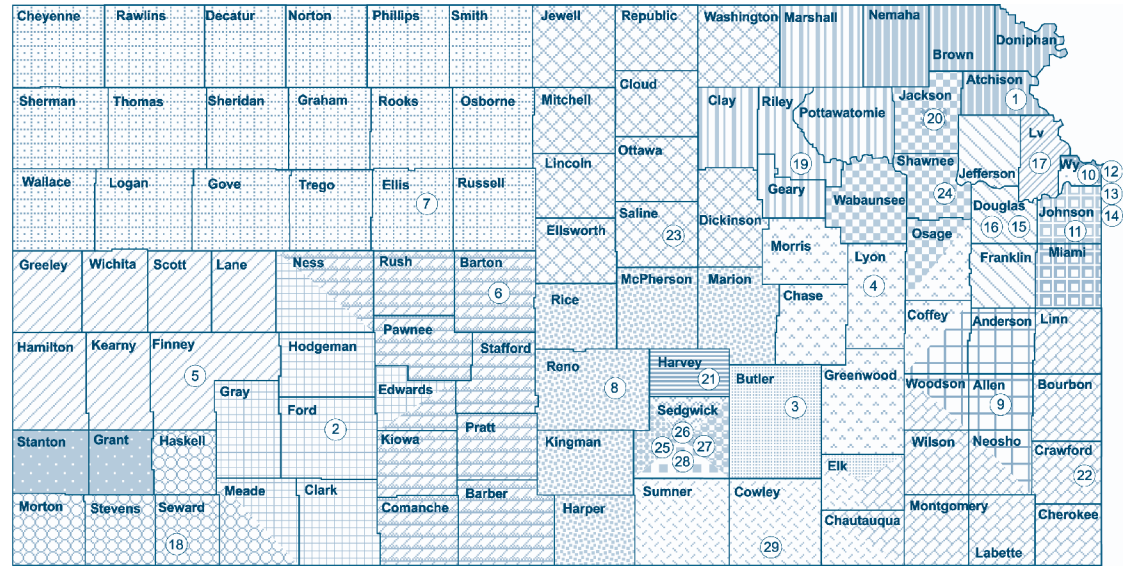 Cheyenne Rawlins Decatur Norton Phillips Smith Jewell Republic Washington Marshall Nemaha
Brown Doniphan
Sherman Thomas Sheridan Graham Rooks Osborne Mitchell Cloud Clay Riley Pottawatomie Jackson Atchison
20 1
Lincoln Ottawa 19 Shawnee Jefferson Lv 17 Wy 10 12
Wallace Logan Gove Trego Ellis Russell Geary Wabaunsee 24 13
7 Saline Dickinson Douglas Johnson 14
Ellsworth 23 Morris Osage 16 15 11
Greeley Wichita Scott Lane Ness Rush Barton McPherson Marion Lyon Franklin Miami
6 Rice Chase 4 Coffey
Hamilton Kearny Finney Hodgeman Pawnee Stafford Anderson Linn
5 Reno Harvey
Gray Edwards 8 21 Butler Greenwood Woodson Allen Bourbon
Ford 3 9
2 Sedgwick
Stanton Grant Haskell Kiowa Pratt Kingman 26 Wilson Neosho Crawford
25 27
28 Elk 22
Morton Stevens Seward Meade Clark Comanche Barber Harper Sumner Cowley Chautauqua Montgomery Cherokee
18 29 Labette